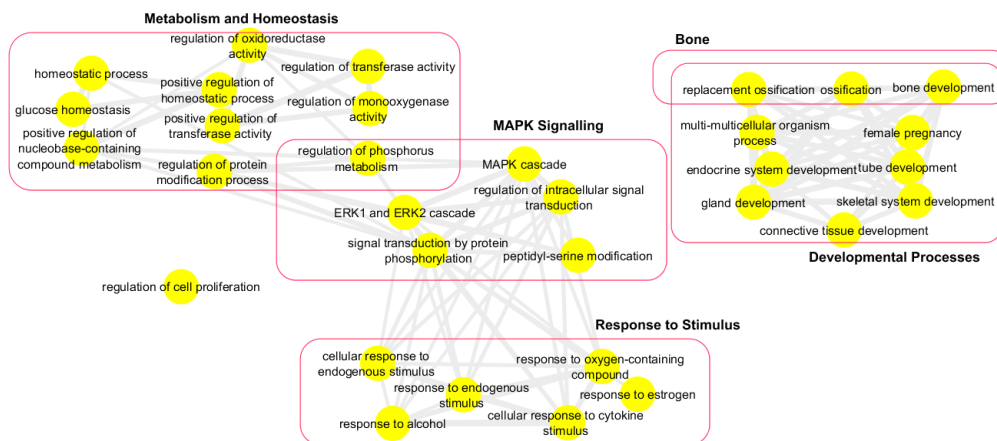 Metabolism and Homeostasis
regulation of oxidoreductase
activity
homeostatic process
regulation of transferase activity
positive regulation of
homeostatic process
glucose homeostasis
regulation of monooxygenase
activity
positive regulation of
nucleobase-containing
compound metabolism
positive regulation of
transferase activity
regulation of protein
modification process
regulation of phosphorus
metabolism
MAPK Signalling
MAPK cascade
regulation of intracellular signal
transduction
ERK1 and ERK2 cascade
signal transduction by protein
phosphorylation
peptidyl-serine modification
Bone
replacement ossification
ossification
bone development
multi-multicellular organism
process
female pregnancy
endocrine system development
tube development
gland development
skeletal system development
connective tissue development
Developmental Processes
regulation of cell proliferation
Response to Stimulus
cellular response to
endogenous stimulus
response to oxygen-containing
compound
response to endogenous
stimulus
response to estrogen
response to alcohol
cellular response to cytokine
stimulus